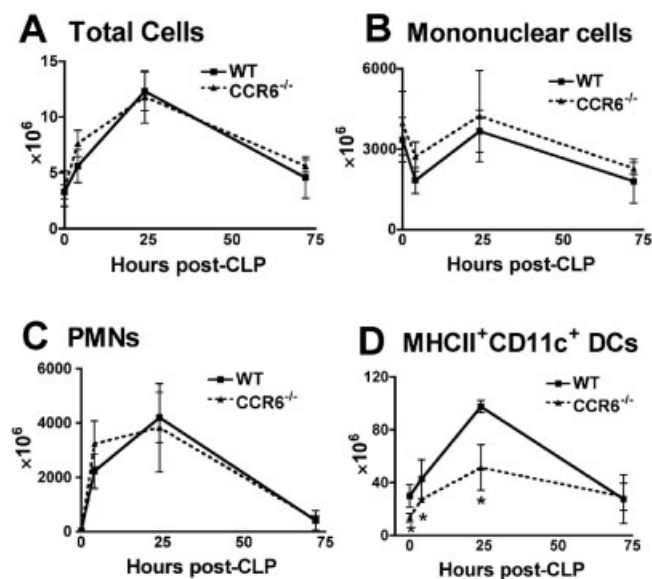 A Total Cells
15
10
5
0
×10⁶
WT
CCR6⁻/⁻
0 25 50 75
Hours post-CLP
B Mononuclear cells
6000
3000
0
×10⁶
WT
CCR6⁻/⁻
0 25 50 75
Hours post-CLP
C PMNs
6000
4000
2000
0
×10⁶
WT
CCR6⁻/⁻
0 25 50 75
Hours post-CLP
D MHCII⁺CD11c⁺ DCs
120
80
40
0
×10⁶
WT
CCR6⁻/⁻
* * *
0 25 50 75
Hours post-CLP